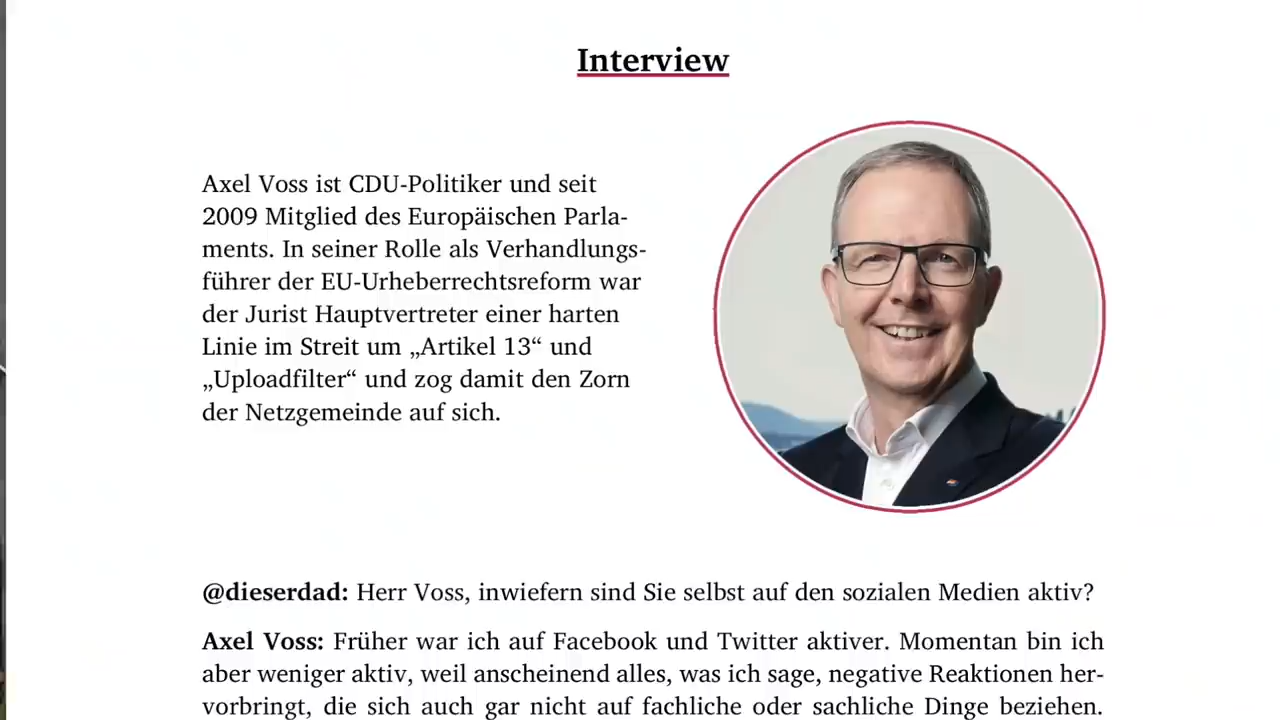 Interview
Axel Voss ist CDU-Politiker und seit
2009 Mitglied des Europäischen Parla-
ments. In seiner Rolle als Verhandlungs-
führer der EU-Urheberrechtsreform war
der Jurist Hauptvertreter einer harten
Linie im Streit um „Artikel 13“ und
„Uploadfilter“ und zog damit den Zorn
der Netzgemeinde auf sich.
@dieserdad: Herr Voss, inwiefern sind Sie selbst auf den sozialen Medien aktiv?
Axel Voss: Früher war ich auf Facebook und Twitter aktiver. Momentan bin ich
aber weniger aktiv, weil anscheinend alles, was ich sage, negative Reaktionen her-
vorbringt, die sich auch gar nicht auf fachliche oder sachliche Dinge beziehen.